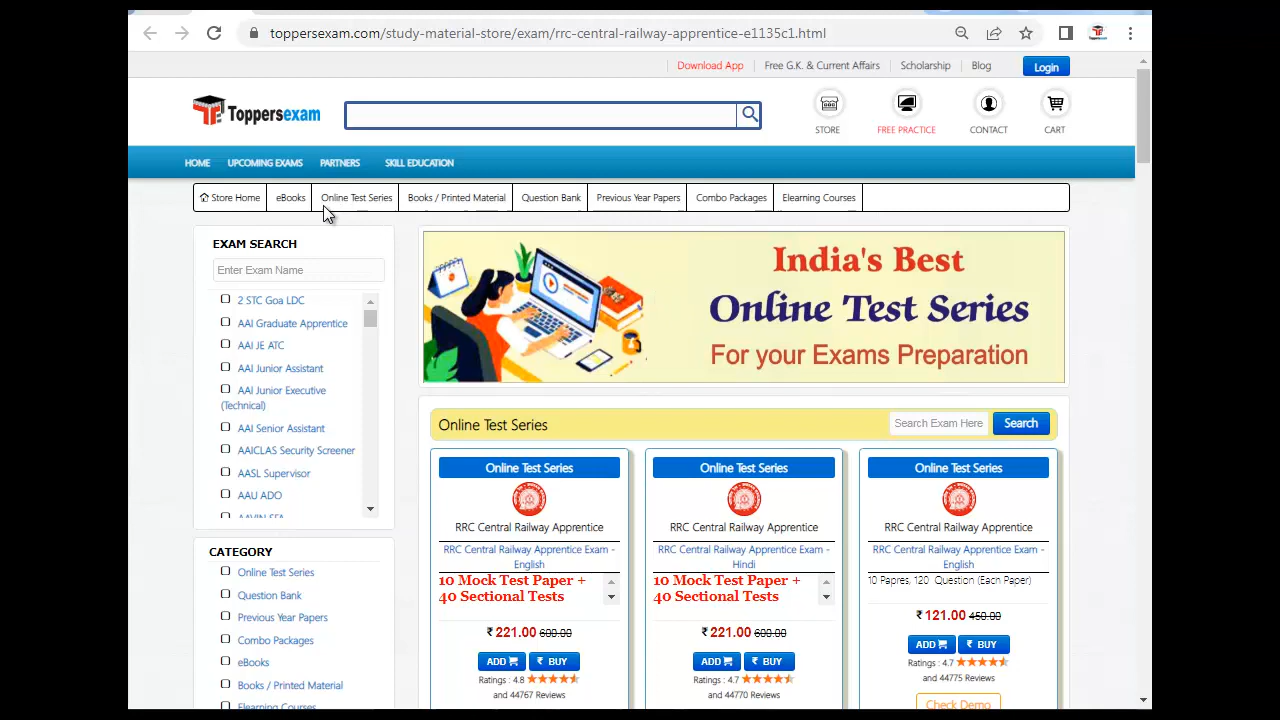 toppersexam.com/study-material-store/exam/rrc-central-railway-apprentice-e1135c1.html
Download App
Free G.K. & Current Affairs
Scholarship
Blog
Login
Toppersexam
STORE
FREE PRACTICE
CONTACT
CART
HOME
UPCOMING EXAMS
PARTNERS
SKILL EDUCATION
Store Home
eBooks
Online Test Series
Books / Printed Material
Question Bank
Previous Year Papers
Combo Packages
Elearning Courses
EXAM SEARCH
Enter Exam Name
2 STC Goa LDC
AAI Graduate Apprentice
AAI JE ATC
AAI Junior Assistant
AAI Junior Executive
(Technical)
AAI Senior Assistant
AAICLAS Security Screener
AASL Supervisor
AAU ADO
AAVIN SFA
CATEGORY
Online Test Series
Question Bank
Previous Year Papers
Combo Packages
eBooks
Books / Printed Material
Elearning Courses
India's Best
Online Test Series
For your Exams Preparation
Online Test Series
Search Exam Here
Search
Online Test Series
RRC Central Railway Apprentice
RRC Central Railway Apprentice Exam -
English
10 Mock Test Paper +
40 Sectional Tests
₹ 221.00 600.00
ADD
₹ BUY
Ratings : 4.8
and 44767 Reviews
Online Test Series
RRC Central Railway Apprentice
RRC Central Railway Apprentice Exam -
Hindi
10 Mock Test Paper +
40 Sectional Tests
₹ 221.00 600.00
ADD
₹ BUY
Ratings : 4.7
and 44770 Reviews
Online Test Series
RRC Central Railway Apprentice
RRC Central Railway Apprentice Exam -
English
10 Papres, 120 Question (Each Paper)
₹ 121.00 450.00
ADD
₹ BUY
Ratings : 4.7
and 44775 Reviews
Check Demo